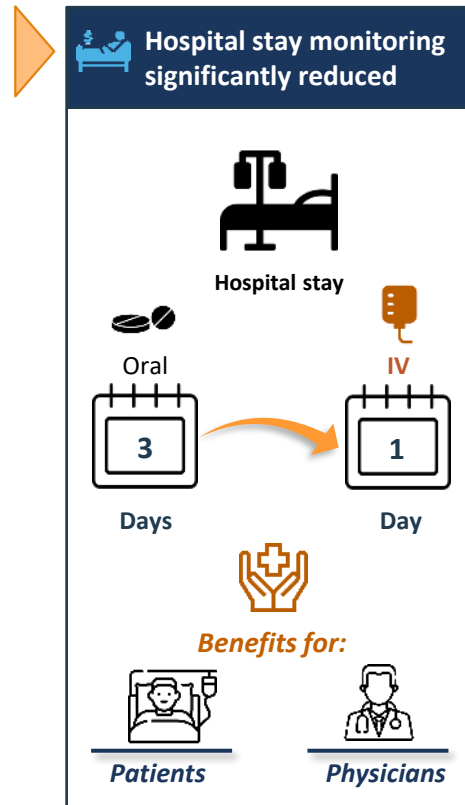 Hospital stay monitoring
significantly reduced
Hospital stay
Oral
IV
3
1
Days
Day
Benefits for:
Patients
Physicians